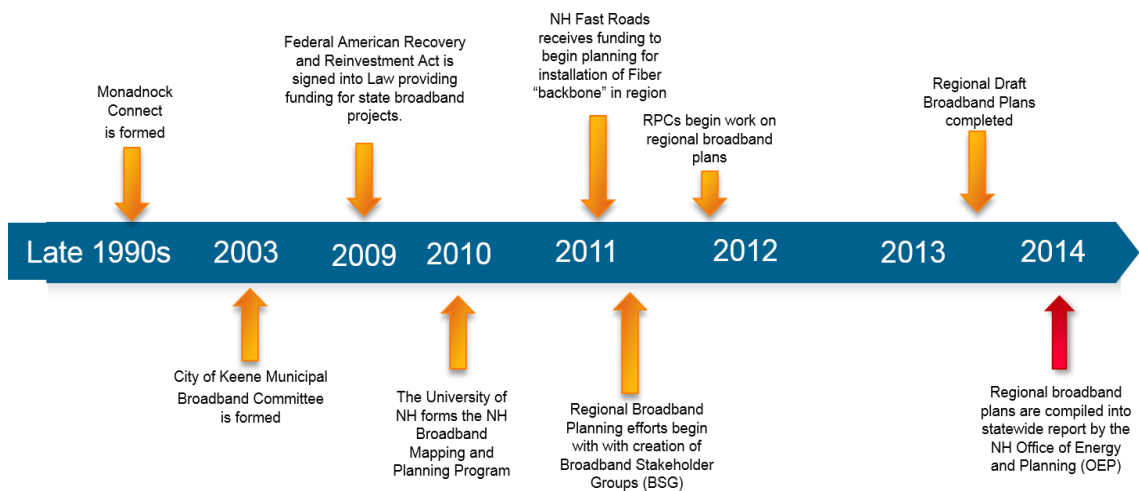 Monadnock
Connect
is formed
Federal American Recovery
and Reinvestment Act is
signed into Law providing
funding for state broadband
projects.
NH Fast Roads
receives funding to
begin planning for
installation of Fiber
“backbone” in region
RPCs begin work on
regional broadband
plans
Regional Draft
Broadband Plans
completed
Late 1990s
2003
2009
2010
2011
2012
2013
2014
City of Keene Municipal
Broadband Committee
is formed
The University of
NH forms the NH
Broadband
Mapping and
Planning Program
Regional Broadband
Planning efforts begin
with with creation of
Broadband Stakeholder
Groups (BSG)
Regional broadband
plans are compiled into
statewide report by the
NH Office of Energy
and Planning (OEP)